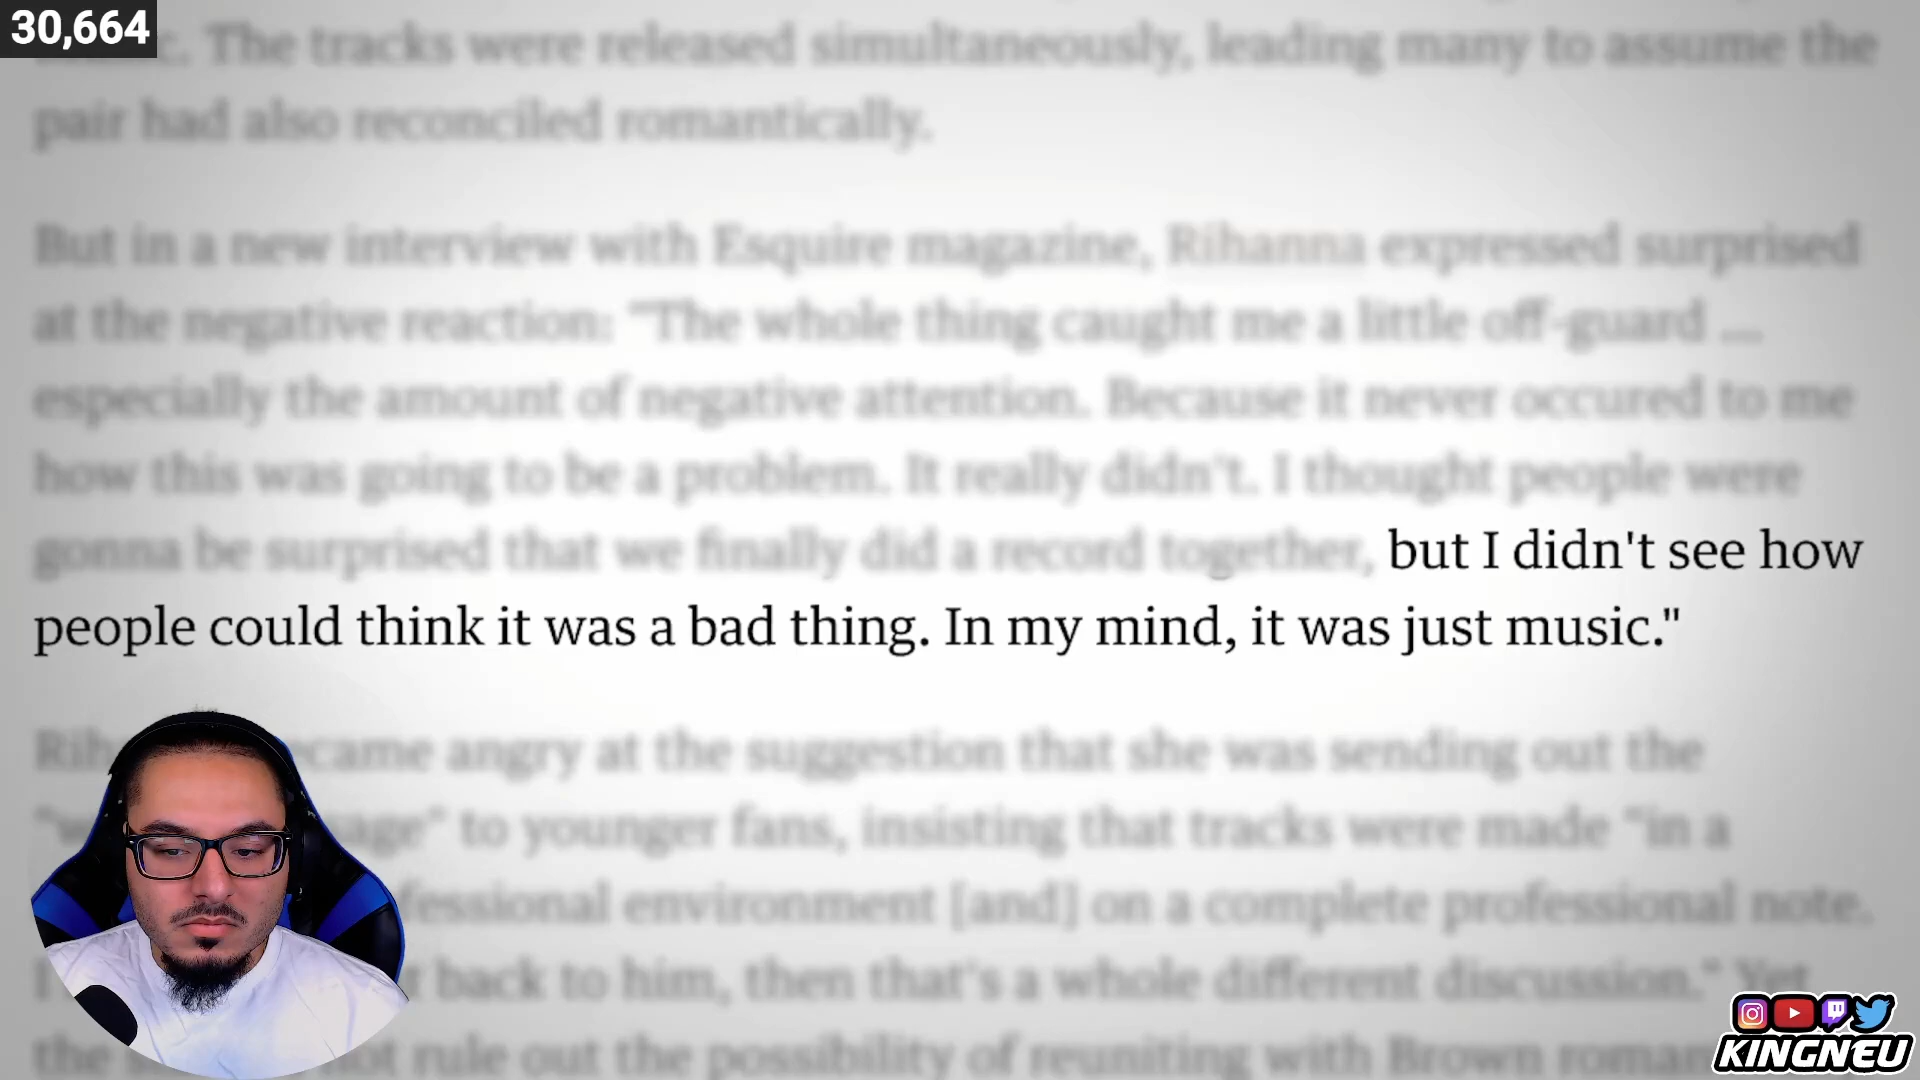 30,664
The tracks were released simultaneously, leading many to assume the
pair had also reconciled romantically.
But in a new interview with Esquire magazine, Rihanna expressed surprised
at the negative reaction: "The whole thing caught me a little off-guard ...
especially the amount of negative attention. Because it never occured to me
how this was going to be a problem. It really didn't. I thought people were
gonna be surprised that we finally did a record together, but I didn't see how
people could think it was a bad thing. In my mind, it was just music."
angry at the suggestion that she was sending out the
to younger fans, insisting that tracks were made "in a
environment [and] on a complete professional note.
back to him, then that's a whole different discussion." Yet
rule out the possibility of reuniting with Brown
KINGNEU